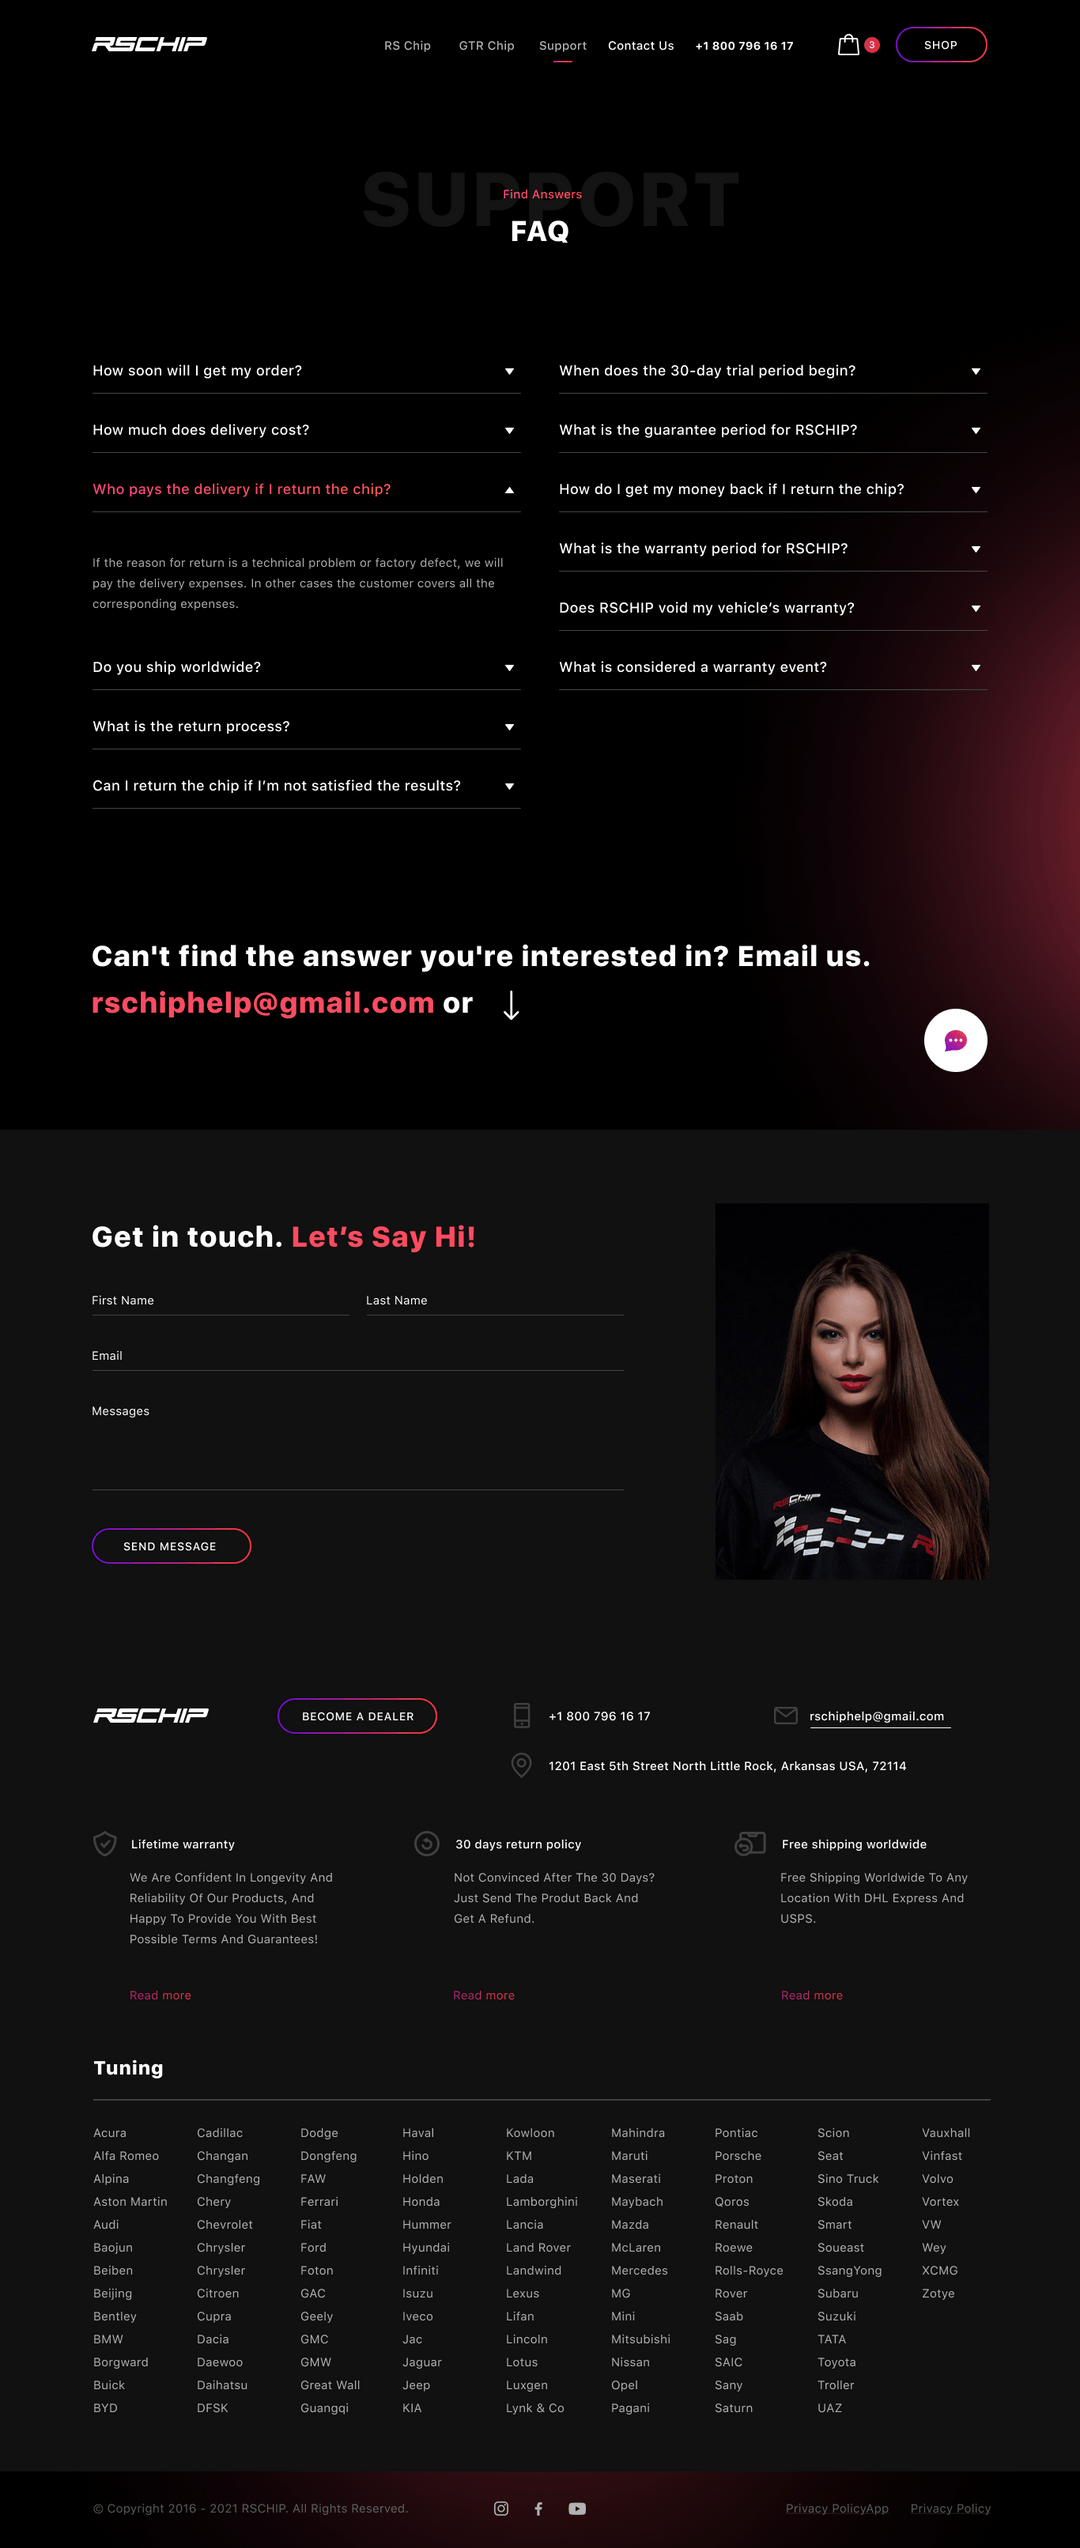 RSCHIP
RS Chip
GTR Chip
Support
Contact Us
+1 800 796 16 17
3
SHOP
SUPPORT
Find Answers
FAQ
How soon will I get my order?
How much does delivery cost?
Who pays the delivery if I return the chip?
If the reason for return is a technical problem or factory defect, we will
pay the delivery expenses. In other cases the customer covers all the
corresponding expenses.
Do you ship worldwide?
What is the return process?
Can I return the chip if I’m not satisfied the results?
When does the 30-day trial period begin?
What is the guarantee period for RSCHIP?
How do I get my money back if I return the chip?
What is the warranty period for RSCHIP?
Does RSCHIP void my vehicle’s warranty?
What is considered a warranty event?
Can't find the answer you're interested in? Email us.
rschiphelp@gmail.com or
Get in touch. Let’s Say Hi!
First Name
Last Name
Email
Messages
SEND MESSAGE
RSCHIP
RSCHIP
BECOME A DEALER
+1 800 796 16 17
rschiphelp@gmail.com
1201 East 5th Street North Little Rock, Arkansas USA, 72114
Lifetime warranty
We Are Confident In Longevity And
Reliability Of Our Products, And
Happy To Provide You With Best
Possible Terms And Guarantees!
Read more
30 days return policy
Not Convinced After The 30 Days?
Just Send The Produt Back And
Get A Refund.
Read more
Free shipping worldwide
Free Shipping Worldwide To Any
Location With DHL Express And
USPS.
Read more
Tuning
Acura
Alfa Romeo
Alpina
Aston Martin
Audi
Baojun
Beiben
Beijing
Bentley
BMW
Borgward
Buick
BYD
Cadillac
Changan
Changfeng
Chery
Chevrolet
Chrysler
Chrysler
Citroen
Cupra
Dacia
Daewoo
Daihatsu
DFSK
Dodge
Dongfeng
FAW
Ferrari
Fiat
Ford
Foton
GAC
Geely
GMC
GMW
Great Wall
Guangqi
Haval
Hino
Holden
Honda
Hummer
Hyundai
Infiniti
Isuzu
Iveco
Jac
Jaguar
Jeep
KIA
Kowloon
KTM
Lada
Lamborghini
Lancia
Land Rover
Landwind
Lexus
Lifan
Lincoln
Lotus
Luxgen
Lynk & Co
Mahindra
Maruti
Maserati
Maybach
Mazda
McLaren
Mercedes
MG
Mini
Mitsubishi
Nissan
Opel
Pagani
Pontiac
Porsche
Proton
Qoros
Renault
Roewe
Rolls-Royce
Rover
Saab
Sag
SAIC
Sany
Saturn
Scion
Seat
Sino Truck
Skoda
Smart
Soueast
SsangYong
Subaru
Suzuki
TATA
Toyota
Troller
UAZ
Vauxhall
Vinfast
Volvo
Vortex
VW
Wey
XCMG
Zotye
© Copyright 2016 - 2021 RSCHIP. All Rights Reserved.
Privacy PolicyApp
Privacy Policy